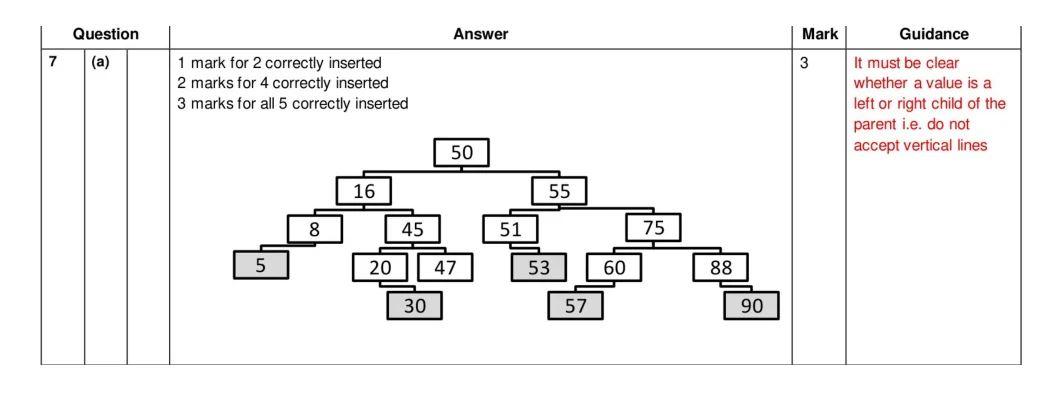 Question Answer Mark Guidance
7 (a) 1 mark for 2 correctly inserted 3 It must be clear
2 marks for 4 correctly inserted whether a value is a
3 marks for all 5 correctly inserted left or right child of the
parent i.e. do not
accept vertical lines
50
16 55
8 45 51 75
5 20 47 53 60 88
30 57 90